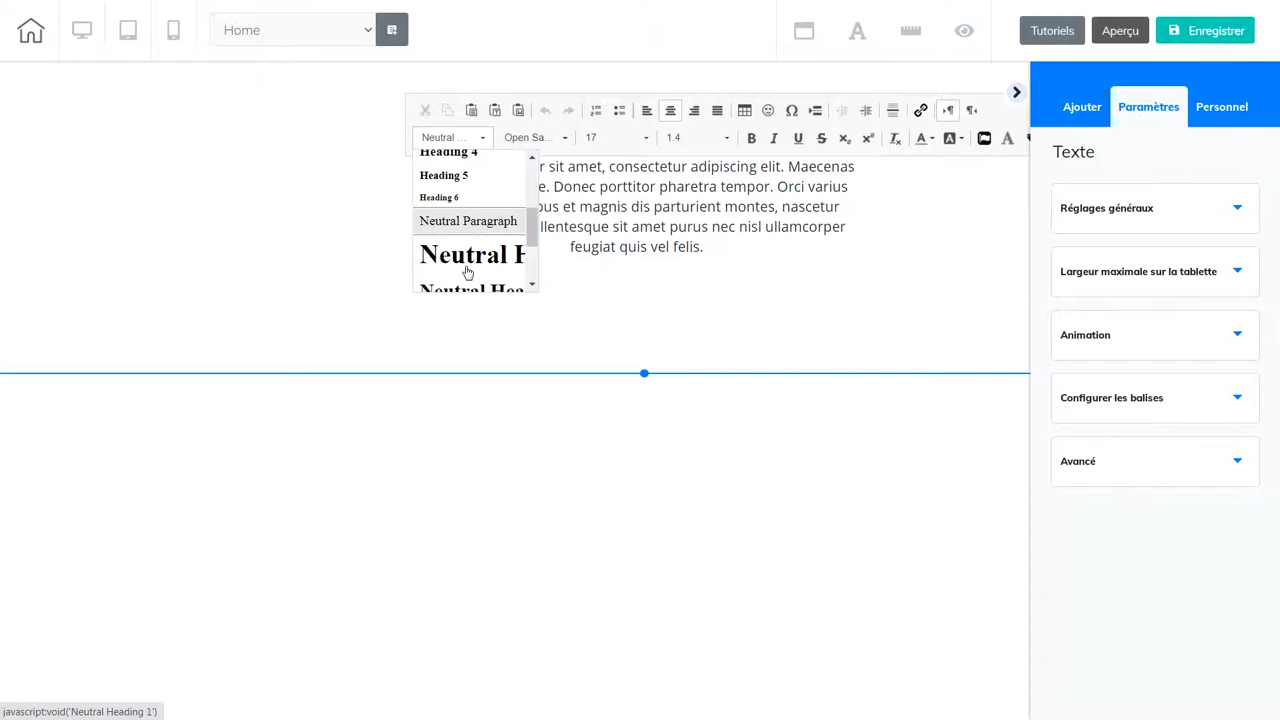 Home
Tutoriels
Aperçu
Enregistrer
Ajouter
Paramètres
Personnel
Neutral ...
Open Sa...
17
1.4
Texte
Heading 4
Heading 5
Heading 6
Neutral Paragraph
Neutral H
Neutral Hea
r sit amet, consectetur adipiscing elit. Maecenas
e. Donec porttitor pharetra tempor. Orci varius
ous et magnis dis parturient montes, nascetur
llentesque sit amet purus nec nisl ullamcorper
feugiat quis vel felis.
Réglages généraux
Largeur maximale sur la tablette
Animation
Configurer les balises
Avancé
javascript:void('Neutral Heading 1')